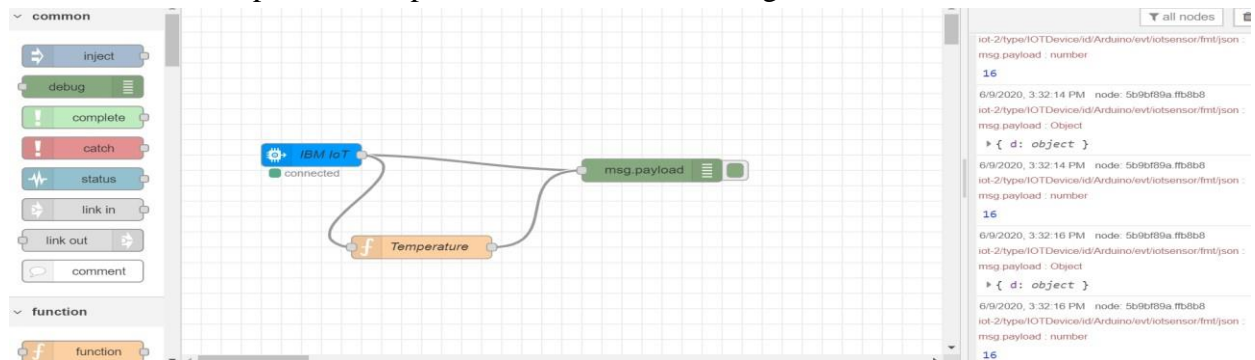 common
inject
debug
complete
catch
status
link in
link out
comment
function
function
IBM IoT
connected
Temperature
msg.payload
all nodes
iot-2/type/IOTDevice/id/Arduino/evt/iotsensor/fmt/json :
msg.payload : number
16
6/9/2020, 3:32:14 PM node: 5b9bf89a.ffb8b8
iot-2/type/IOTDevice/id/Arduino/evt/iotsensor/fmt/json :
msg.payload : Object
{ d: object }
6/9/2020, 3:32:14 PM node: 5b9bf89a.ffb8b8
iot-2/type/IOTDevice/id/Arduino/evt/iotsensor/fmt/json :
msg.payload : number
16
6/9/2020, 3:32:16 PM node: 5b9bf89a.ffb8b8
iot-2/type/IOTDevice/id/Arduino/evt/iotsensor/fmt/json :
msg.payload : Object
{ d: object }
6/9/2020, 3:32:16 PM node: 5b9bf89a.ffb8b8
iot-2/type/IOTDevice/id/Arduino/evt/iotsensor/fmt/json :
msg.payload : number
16